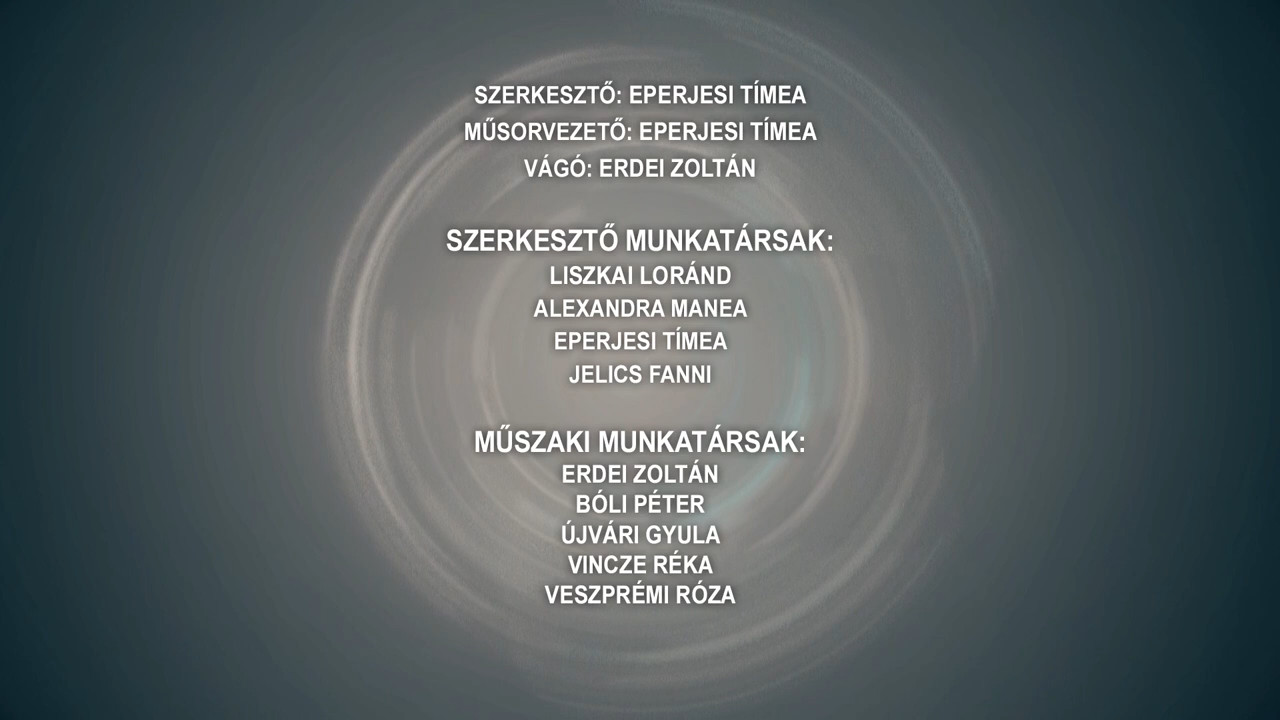 SZERKESZTŐ: EPERJESI TÍMEA
MŰSORVEZETŐ: EPERJESI TÍMEA
VÁGÓ: ERDEI ZOLTÁN
SZERKESZTŐ MUNKATÁRSAK:
LISZKAI LORÁND
ALEXANDRA MANEA
EPERJESI TÍMEA
JELICS FANNI
MŰSZAKI MUNKATÁRSAK:
ERDEI ZOLTÁN
BÓLI PÉTER
ÚJVÁRI GYULA
VINCZE RÉKA
VESZPRÉMI RÓZA